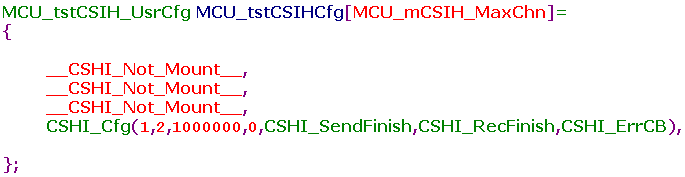 MCU_tstCSIH_UsrCfg MCU_tstCSIHCfg[MCU_mCSIH_MaxChn]=
{
__CSHI_Not_Mount__,
__CSHI_Not_Mount__,
__CSHI_Not_Mount__,
CSHI_Cfg(1,2,1000000,0,CSHI_SendFinish,CSHI_RecFinish,CSHI_ErrCB),
};